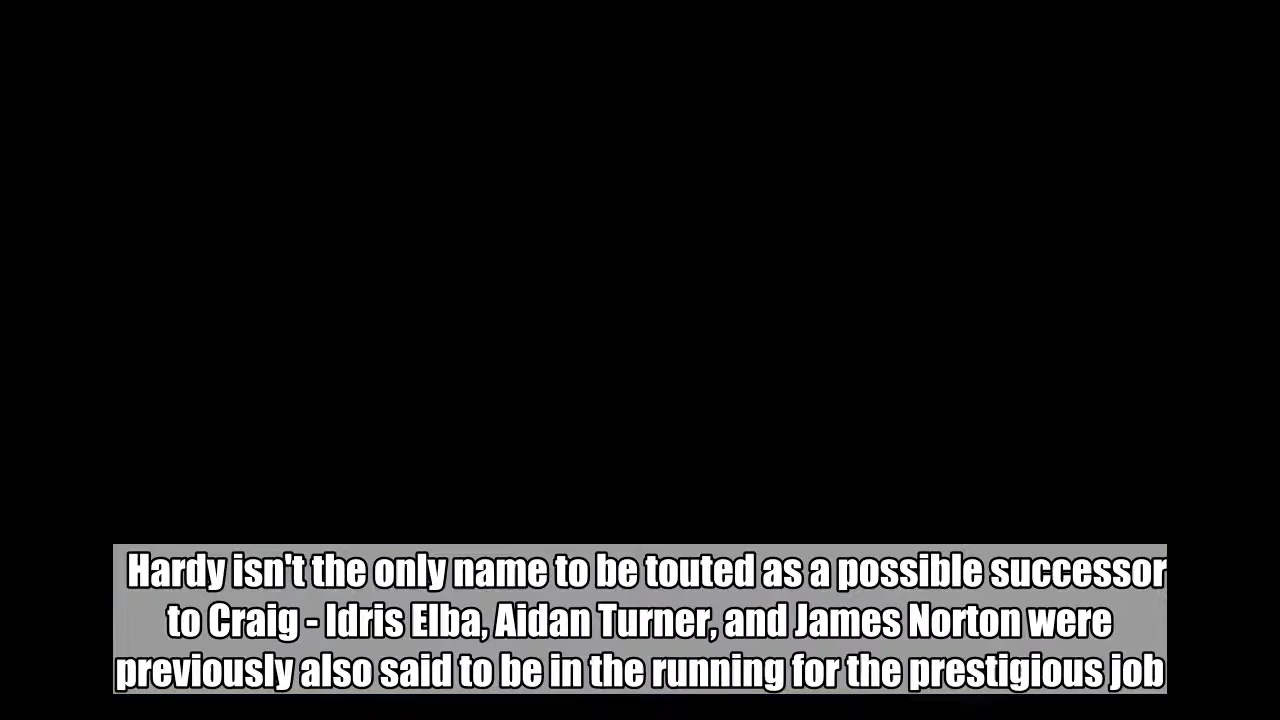 Hardy isn't the only name to be touted as a possible successor
to Craig - Idris Elba, Aidan Turner, and James Norton were
previously also said to be in the running for the prestigious job